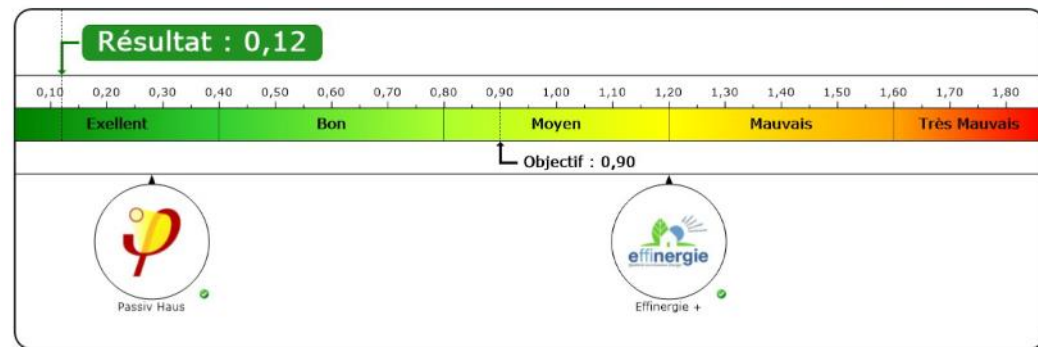 Résultat : 0,12
0,10 0,20 0,30 0,40 0,50 0,60 0,70 0,80 0,90 1,00 1,10 1,20 1,30 1,40 1,50 1,60 1,70 1,80
Exellent Bon Moyen Mauvais Très Mauvais
Objectif : 0,90
effinergie
Passiv Haus Effinergie +